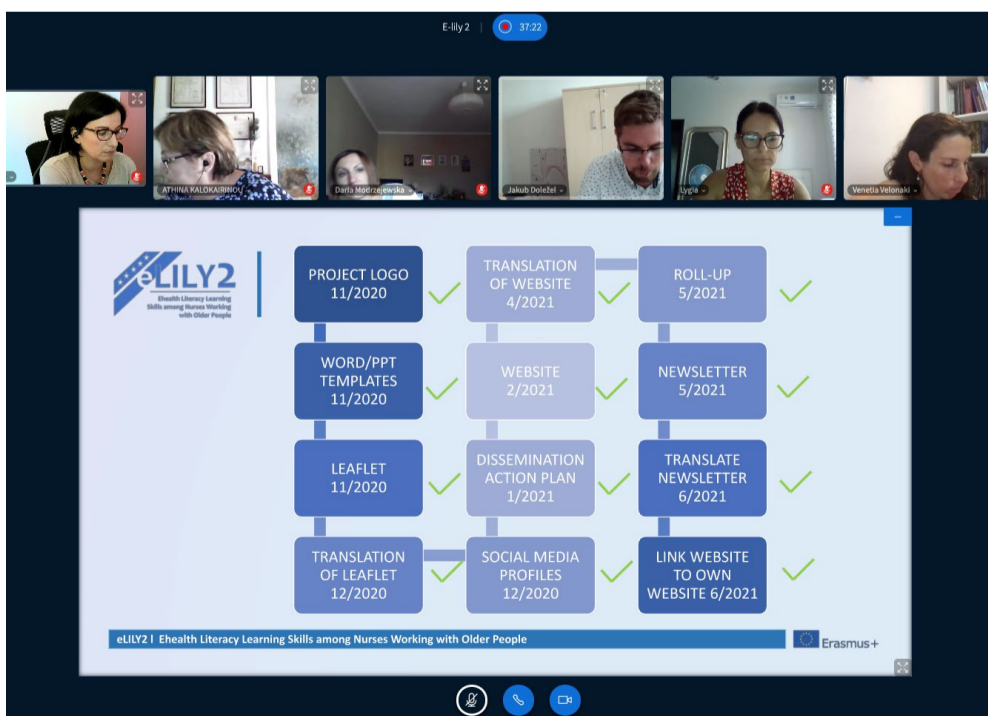 E-lily 2
37:22
ATHINA KALOKAIRINOU
Daria Modrzejewska
Jakub Doležel
Lygia
Venetia Velonaki
eLILY2
Ehealth Literacy Learning
Skills among Nurses Working
with Older People
PROJECT LOGO
11/2020
WORD/PPT
TEMPLATES
11/2020
LEAFLET
11/2020
TRANSLATION
OF LEAFLET
12/2020
SOCIAL MEDIA
PROFILES
12/2020
DISSEMINATION
ACTION PLAN
1/2021
WEBSITE
2/2021
TRANSLATION
OF WEBSITE
4/2021
ROLL-UP
5/2021
NEWSLETTER
5/2021
TRANSLATE
NEWSLETTER
6/2021
LINK WEBSITE
TO OWN
WEBSITE 6/2021
eLILY2 I Ehealth Literacy Learning Skills among Nurses Working with Older People
Erasmus+